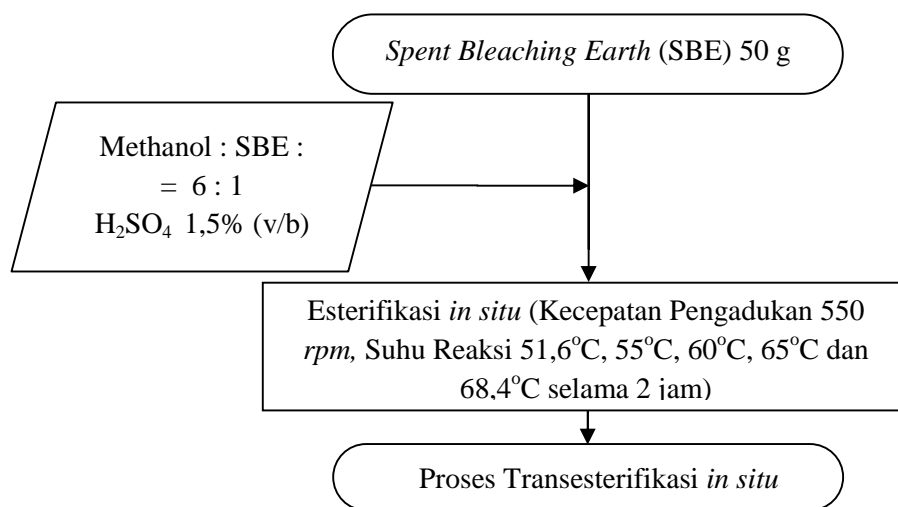 Spent Bleaching Earth (SBE) 50 g
Methanol : SBE :
= 6 : 1
H₂SO₄ 1,5% (v/b)
Esterifikasi in situ (Kecepatan Pengadukan 550
rpm, Suhu Reaksi 51,6°C, 55°C, 60°C, 65°C dan
68,4°C selama 2 jam)
Proses Transesterifikasi in situ